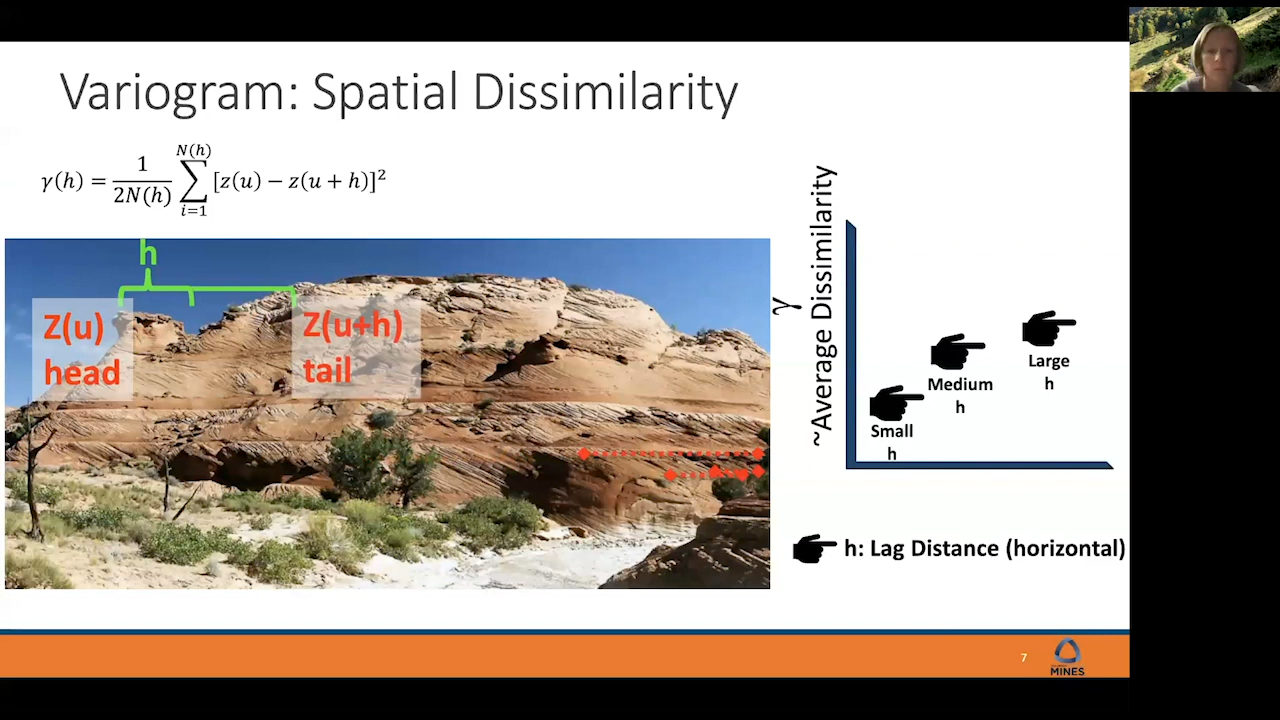 Variogram: Spatial Dissimilarity
γ(h) = 1/2N(h) ∑ i=1 N(h) [z(u) − z(u + h)]²
h
Z(u)
head
Z(u+h)
tail
γ
~Average Dissimilarity
Small
h
Medium
h
Large
h
h: Lag Distance (horizontal)
7
MINES